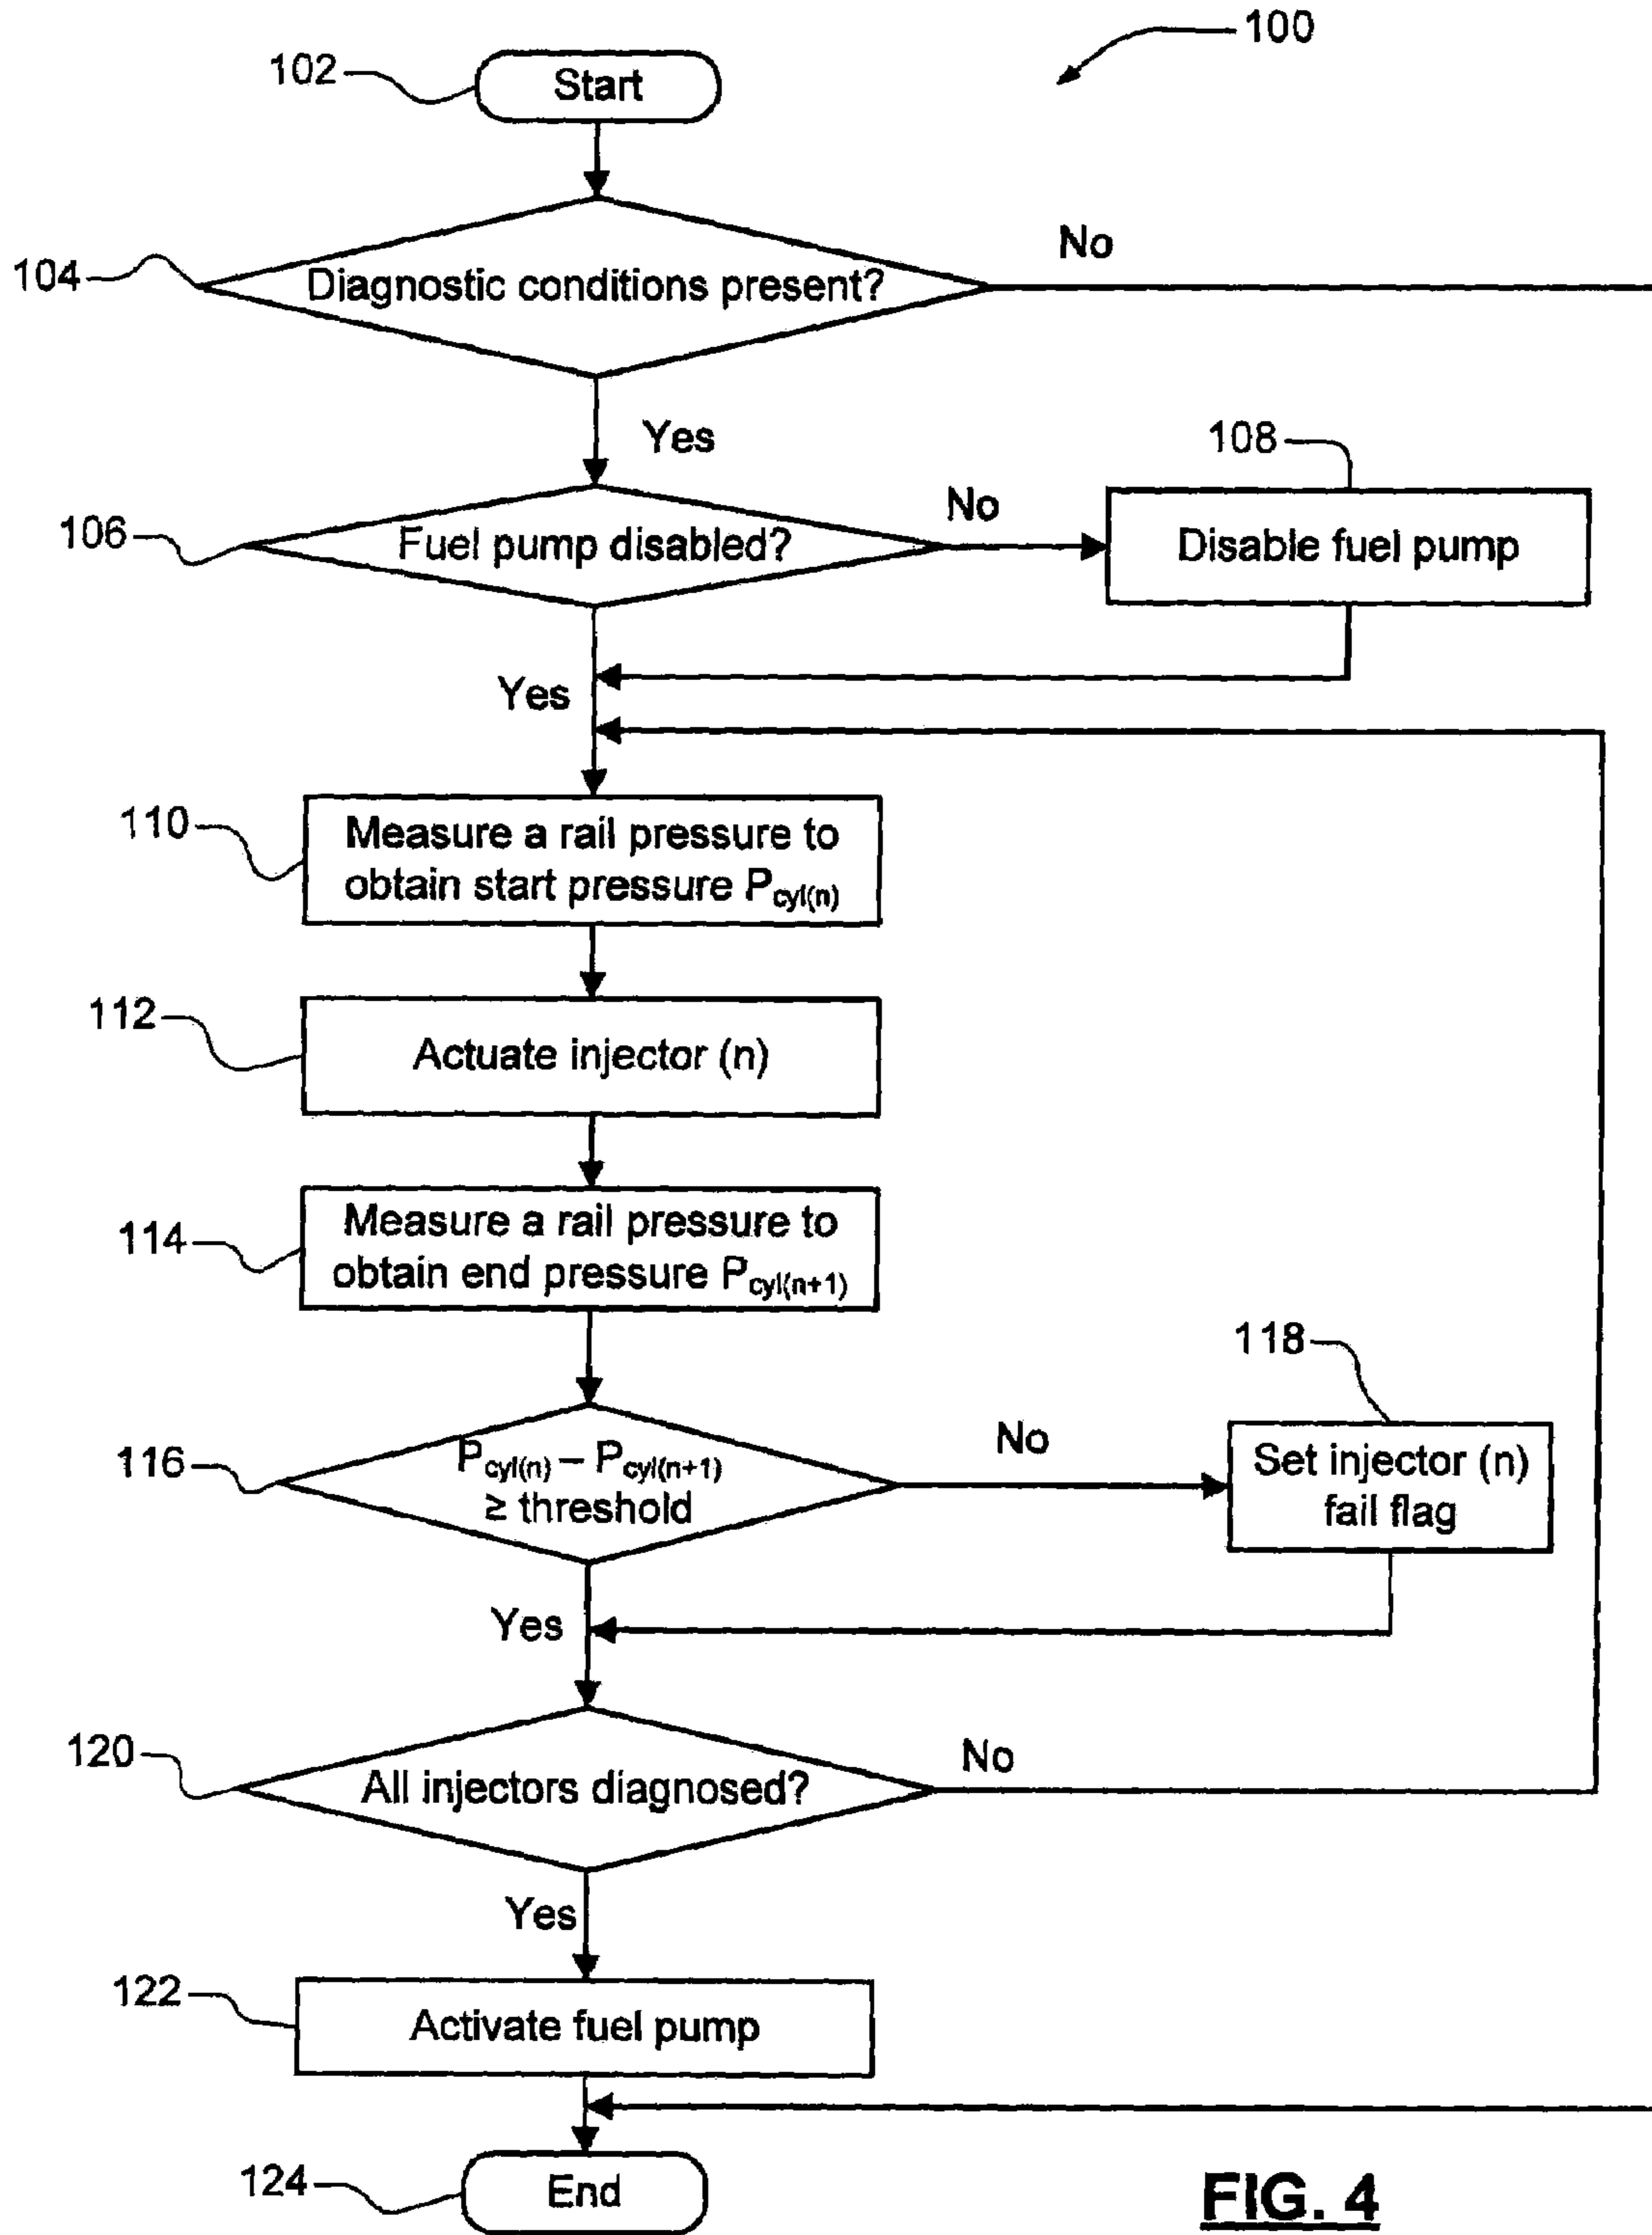 100
102
Start
104
Diagnostic conditions present?
No
Yes
106
Fuel pump disabled?
No
108
Disable fuel pump
Yes
110
Measure a rail pressure to
obtain start pressure Pcyl(n)
112
Actuate injector (n)
114
Measure a rail pressure to
obtain end pressure Pcyl(n+1)
116
Pcyl(n) – Pcyl(n+1)
≥ threshold
No
118
Set injector (n)
fail flag
Yes
120
All injectors diagnosed?
No
Yes
122
Activate fuel pump
124
End
FIG. 4